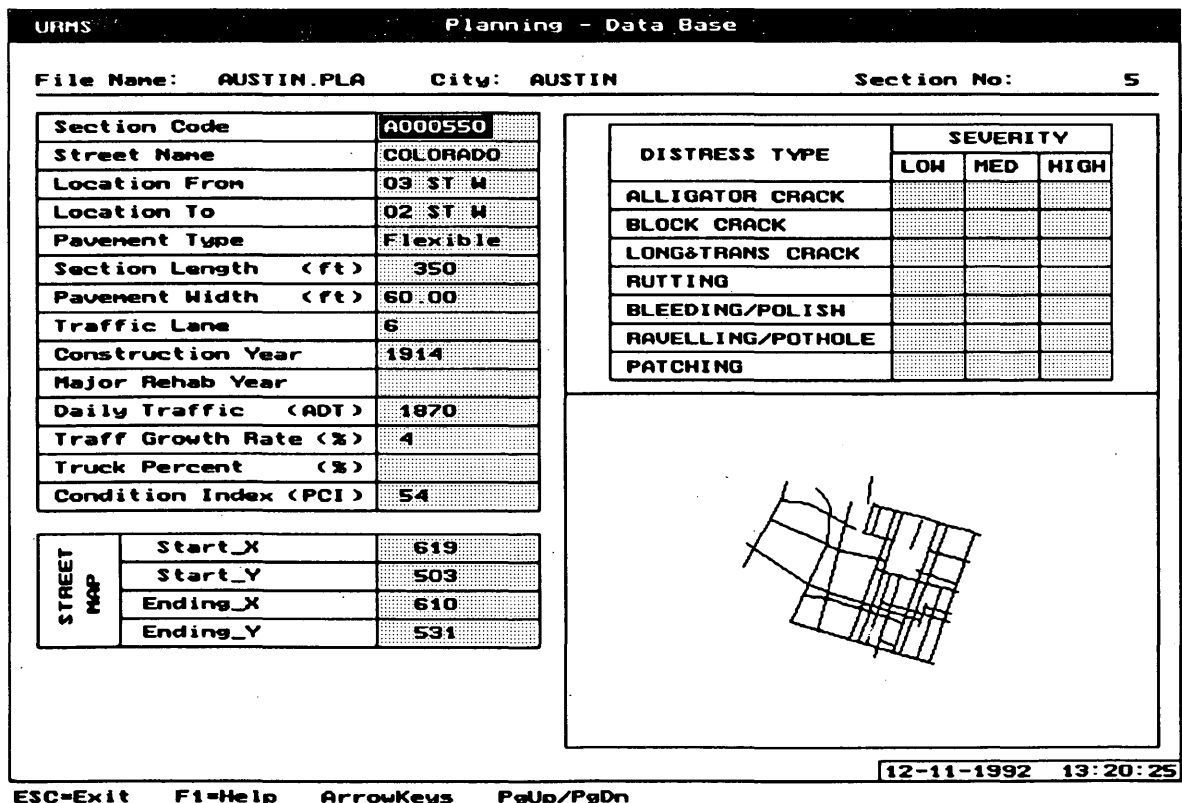 URMS Planning - Data Base
File Name: AUSTIN.PLA City: AUSTIN Section No: 5
Section Code A000550
Street Name COLORADO
Location From 03 ST W
Location To 02 ST W
Pavement Type Flexible
Section Length (ft) 350
Pavement Width (ft) 60.00
Traffic Lane 6
Construction Year 1914
Major Rehab Year
Daily Traffic (ADT) 1870
Traff Growth Rate (%) 4
Truck Percent (%)
Condition Index (PCI) 54
STREET MAP
Start_X 619
Start_Y 503
Ending_X 610
Ending_Y 531
DISTRESS TYPE SEVERITY
LOW MED HIGH
ALLIGATOR CRACK
BLOCK CRACK
LONG&TRANS CRACK
RUTTING
BLEEDING/POLISH
RAVELLING/POTHOLE
PATCHING
12-11-1992 13:20:25
ESC=Exit F1=Help ArrowKeys PgUp/PgDn